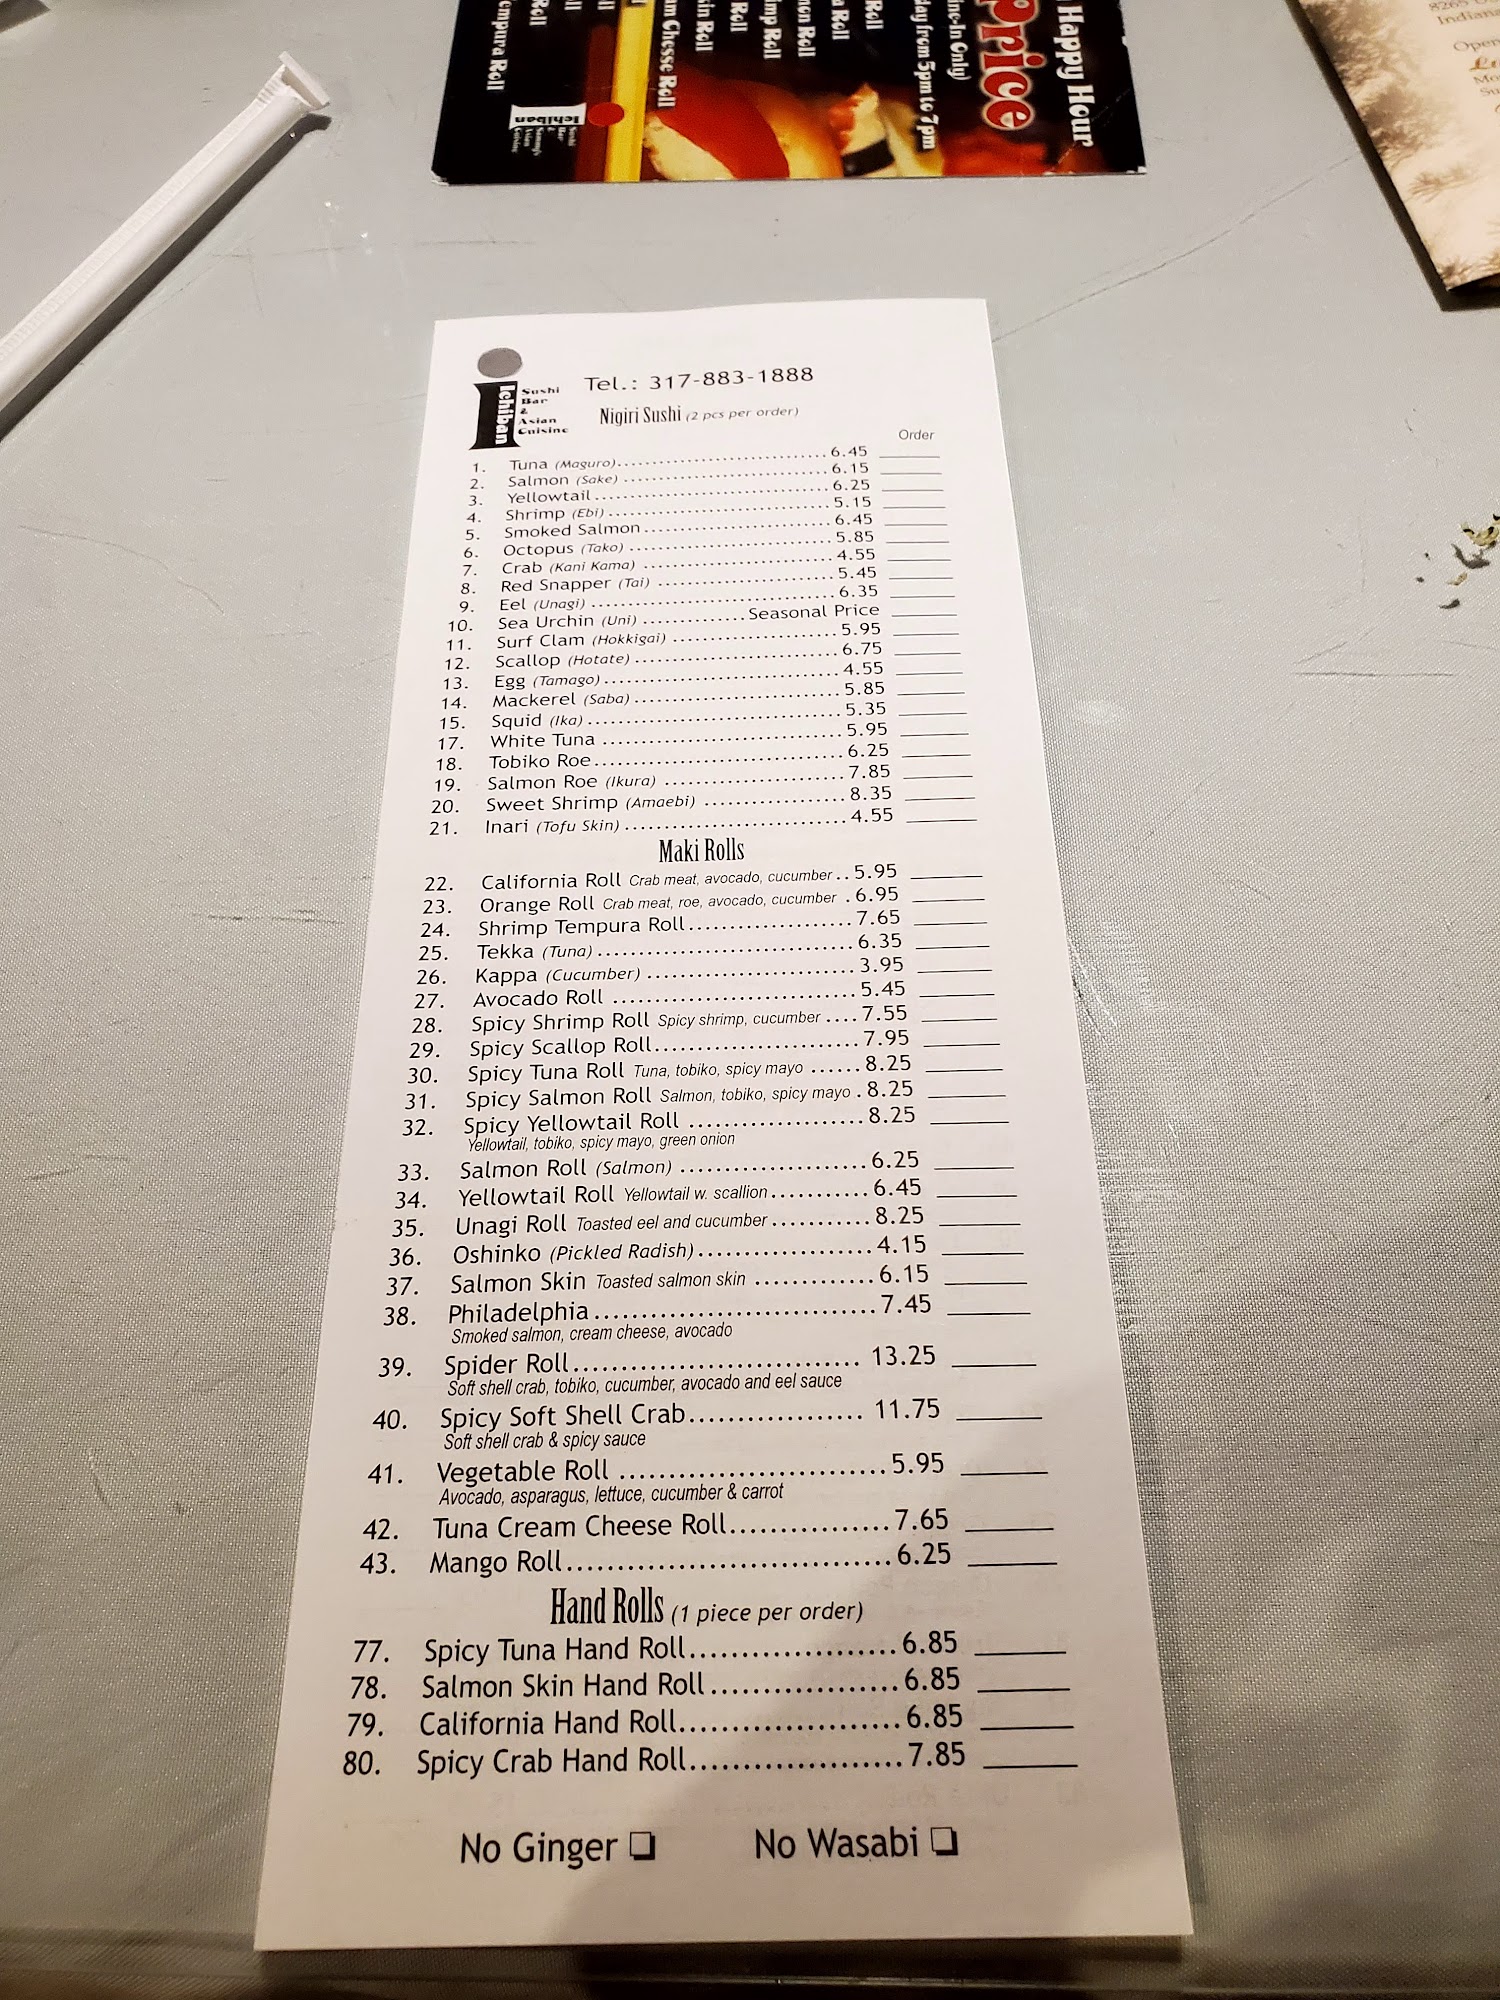 Happy Hour
Price
ine-In Only)
day from 5pm to 7pm
Roll
Roll
Roll
Roll
Roll
Roll
Chesse Roll
Roll
Roll
Ichiban
Indiana
Open
Ichiban
Sushi
Bar
&
Asian
Cuisine
Tel.: 317-883-1888
Nigiri Sushi (2 pcs per order)
Order
1. Tuna (Maguro) 6.45
2. Salmon (Sake) 6.15
3. Yellowtail 6.25
4. Shrimp (Ebi) 5.15
5. Smoked Salmon 6.45
6. Octopus (Tako) 5.85
7. Crab (Kani Kama) 4.55
8. Red Snapper (Tai) 5.45
9. Eel (Unagi) 6.35
10. Sea Urchin (Uni) Seasonal Price
11. Surf Clam (Hokkigai) 5.95
12. Scallop (Hotate) 6.75
13. Egg (Tamago) 4.55
14. Mackerel (Saba) 5.85
15. Squid (Ika) 5.35
17. White Tuna 5.95
18. Tobiko Roe 6.25
19. Salmon Roe (Ikura) 7.85
20. Sweet Shrimp (Amaebi) 8.35
21. Inari (Tofu Skin) 4.55
Maki Rolls
22. California Roll Crab meat, avocado, cucumber 5.95
23. Orange Roll Crab meat, roe, avocado, cucumber 6.95
24. Shrimp Tempura Roll 7.65
25. Tekka (Tuna) 6.35
26. Kappa (Cucumber) 3.95
27. Avocado Roll 5.45
28. Spicy Shrimp Roll Spicy shrimp, cucumber 7.55
29. Spicy Scallop Roll 7.95
30. Spicy Tuna Roll Tuna, tobiko, spicy mayo 8.25
31. Spicy Salmon Roll Salmon, tobiko, spicy mayo 8.25
32. Spicy Yellowtail Roll 8.25
Yellowtail, tobiko, spicy mayo, green onion
33. Salmon Roll (Salmon) 6.25
34. Yellowtail Roll Yellowtail w. scallion 6.45
35. Unagi Roll Toasted eel and cucumber 8.25
36. Oshinko (Pickled Radish) 4.15
37. Salmon Skin Toasted salmon skin 6.15
38. Philadelphia 7.45
Smoked salmon, cream cheese, avocado
39. Spider Roll 13.25
Soft shell crab, tobiko, cucumber, avocado and eel sauce
40. Spicy Soft Shell Crab 11.75
Soft shell crab & spicy sauce
41. Vegetable Roll 5.95
Avocado, asparagus, lettuce, cucumber & carrot
42. Tuna Cream Cheese Roll 7.65
43. Mango Roll 6.25
Hand Rolls (1 piece per order)
77. Spicy Tuna Hand Roll 6.85
78. Salmon Skin Hand Roll 6.85
79. California Hand Roll 6.85
80. Spicy Crab Hand Roll 7.85
No Ginger ❏ No Wasabi ❏